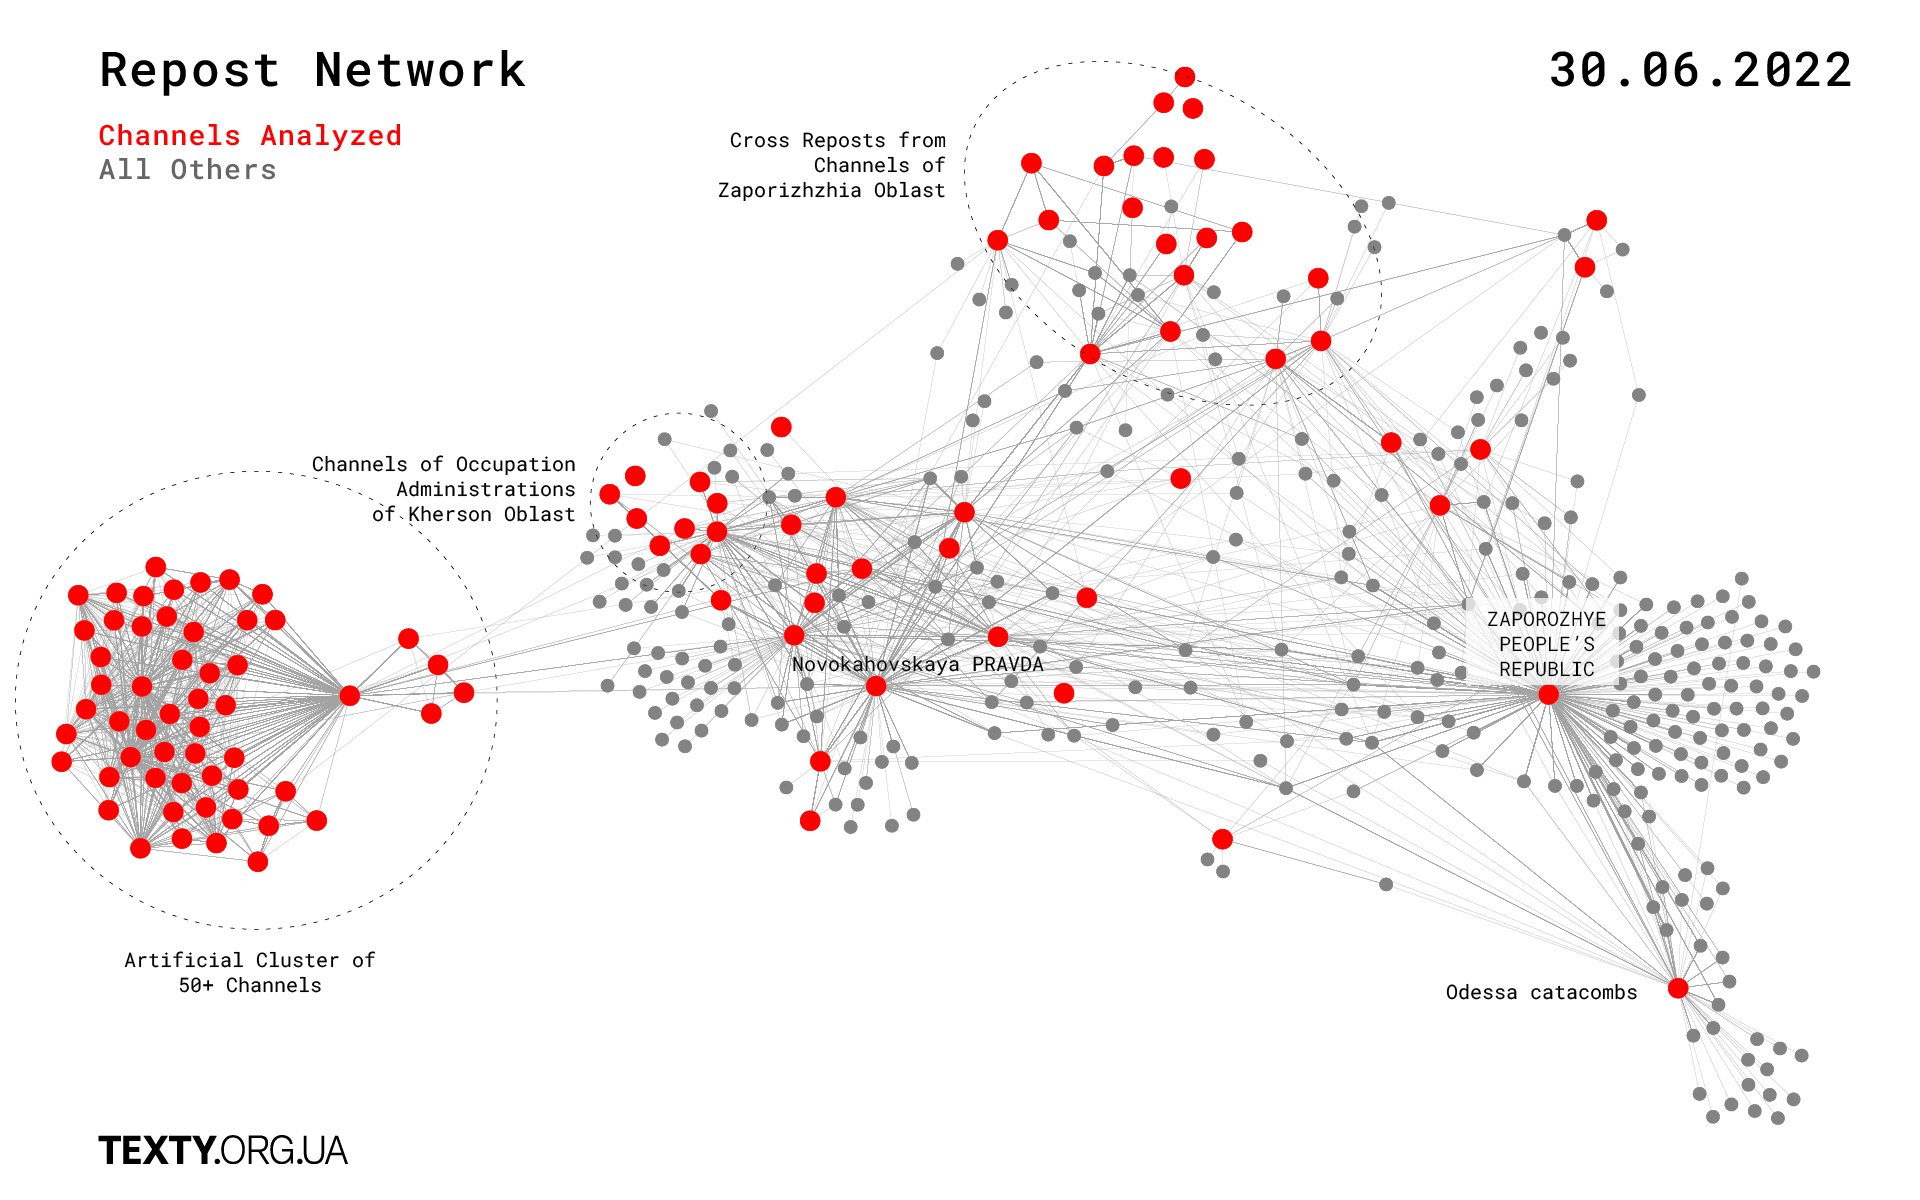 Repost Network
30.06.2022
Channels Analyzed
All Others
Cross Reposts from
Channels of
Zaporizhzhia Oblast
Channels of Occupation
Administrations
of Kherson Oblast
ZAPOROZHYE
PEOPLE’S
REPUBLIC
Novokahovskaya PRAVDA
Artificial Cluster of
50+ Channels
Odessa catacombs
TEXTY.ORG.UA